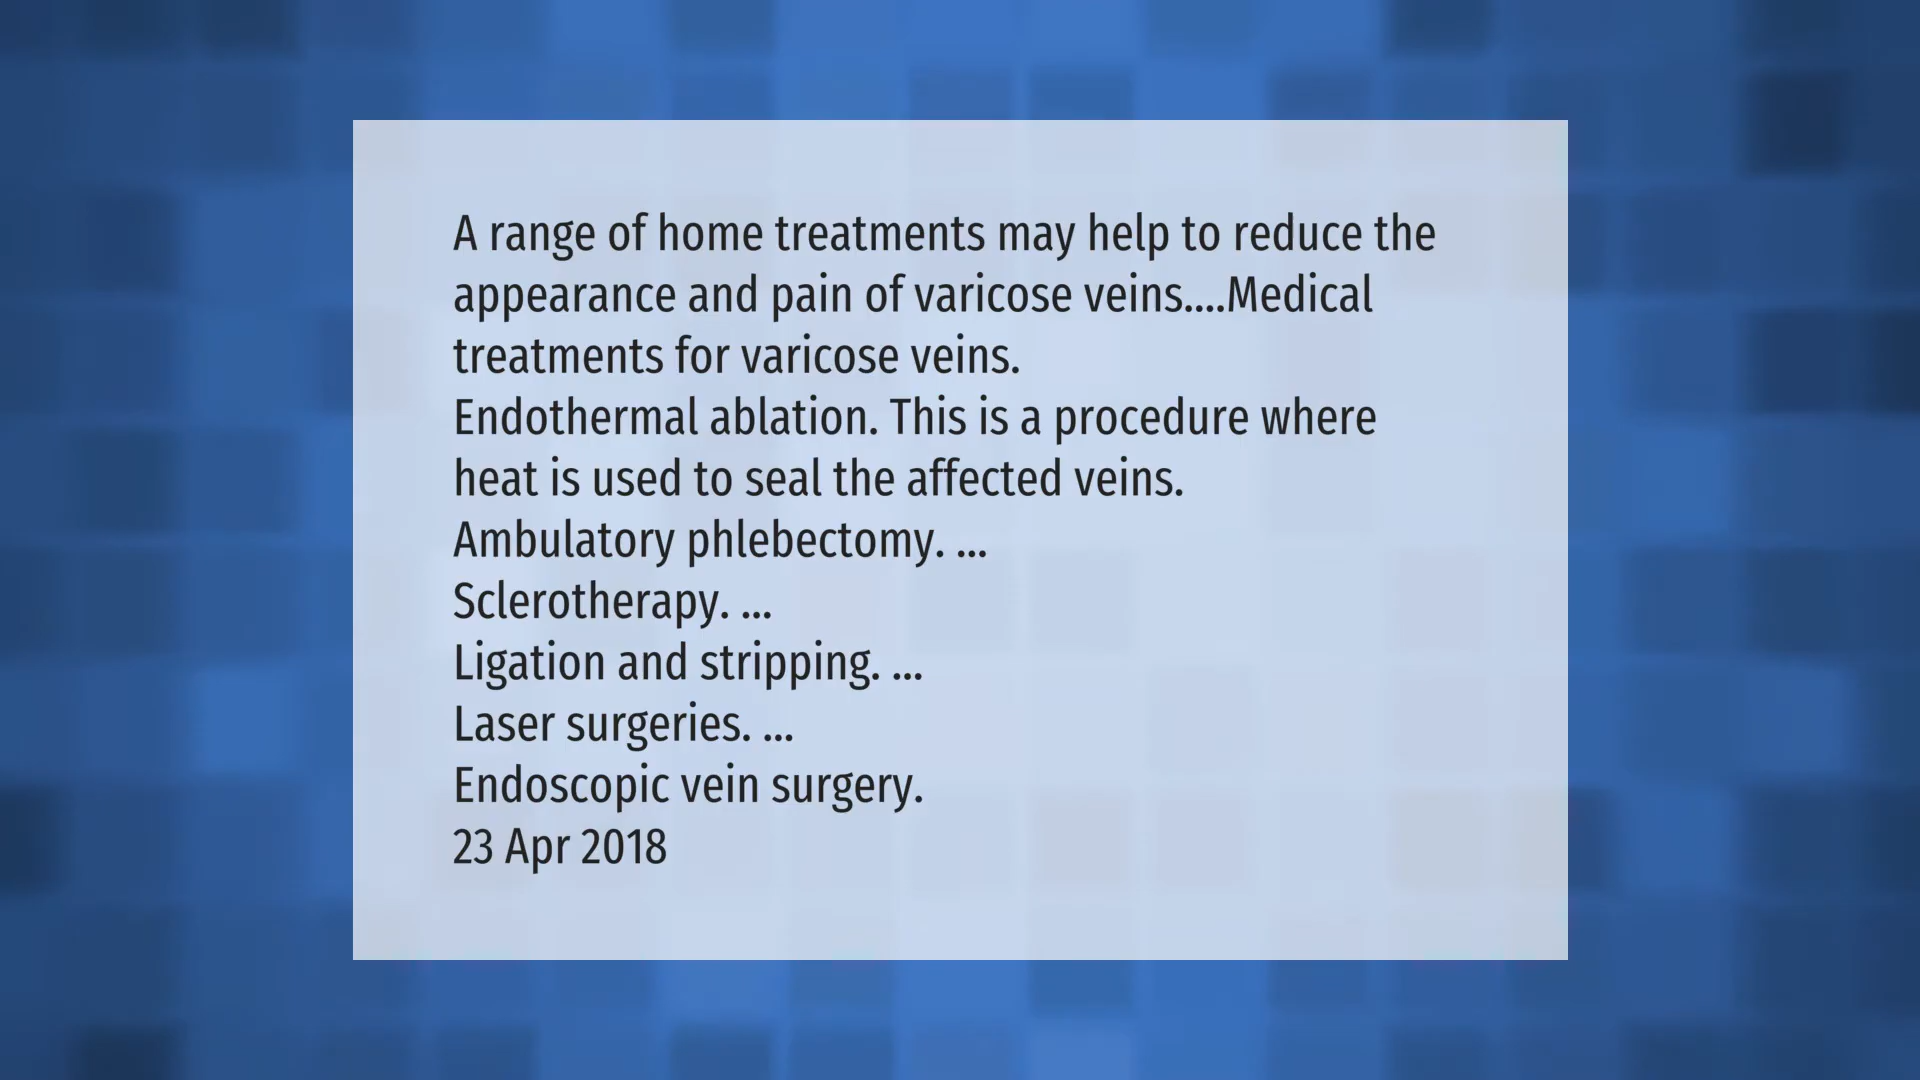 A range of home treatments may help to reduce the
appearance and pain of varicose veins....Medical
treatments for varicose veins.
Endothermal ablation. This is a procedure where
heat is used to seal the affected veins.
Ambulatory phlebectomy. ...
Sclerotherapy. ...
Ligation and stripping. ...
Laser surgeries. ...
Endoscopic vein surgery.
23 Apr 2018